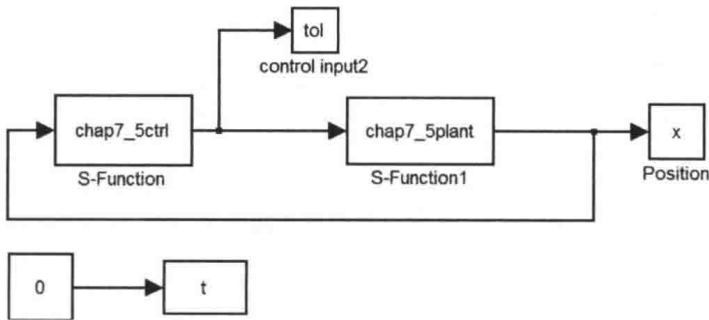 tol
control input2
chap7_5ctrl
S-Function
chap7_5plant
S-Function1
x
Position
0
t